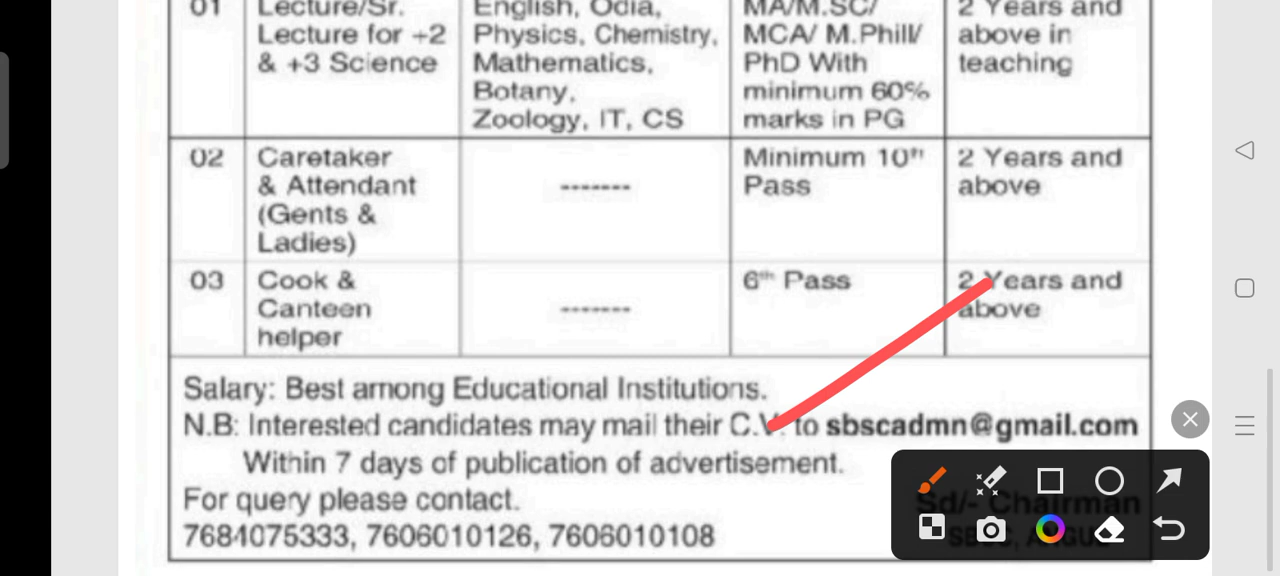 01 Lecture/Sr. English, Odia, MA/M.SC/ 2 Years and
Lecture for +2 Physics, Chemistry, MCA/ M.Phill/ above in
& +3 Science Mathematics, PhD With teaching
Botany, minimum 60%
Zoology, IT, CS marks in PG
02 Caretaker ------- Minimum 10th 2 Years and
& Attendant Pass above
(Gents &
Ladies)
03 Cook & ------- 6th Pass 2 Years and
Canteen above
helper
Salary: Best among Educational Institutions.
N.B: Interested candidates may mail their C.V. to sbscadmn@gmail.com
Within 7 days of publication of advertisement.
For query please contact.
Sd/- Chairman
7684075333, 7606010126, 7606010108